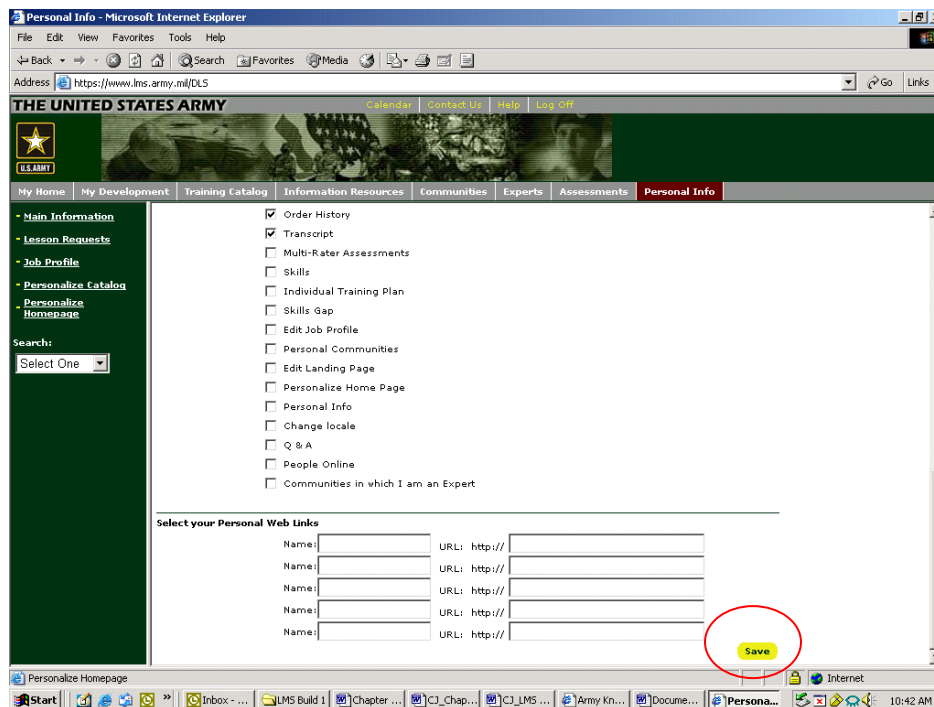 Personal Info - Microsoft Internet Explorer
File Edit View Favorites Tools Help
Back Search Favorites Media
Address https://www.lms.army.mil/DLS Go Links
THE UNITED STATES ARMY Calendar Contact Us Help Log Off
U.S.ARMY
My Home My Development Training Catalog Information Resources Communities Experts Assessments Personal Info
- Main Information
- Lesson Requests
- Job Profile
- Personalize Catalog
- Personalize
Homepage
Search:
Select One
Order History
Transcript
Multi-Rater Assessments
Skills
Individual Training Plan
Skills Gap
Edit Job Profile
Personal Communities
Edit Landing Page
Personalize Home Page
Personal Info
Change locale
Q & A
People Online
Communities in which I am an Expert
Select your Personal Web Links
Name: URL: http://
Name: URL: http://
Name: URL: http://
Name: URL: http://
Name: URL: http://
Save
Personalize Homepage Internet
Start » Inbox - ... LMS Build 1 Chapter ... CJ_Chap... CJ_LMS ... Army Kn... Docume... Persona... 10:42 AM